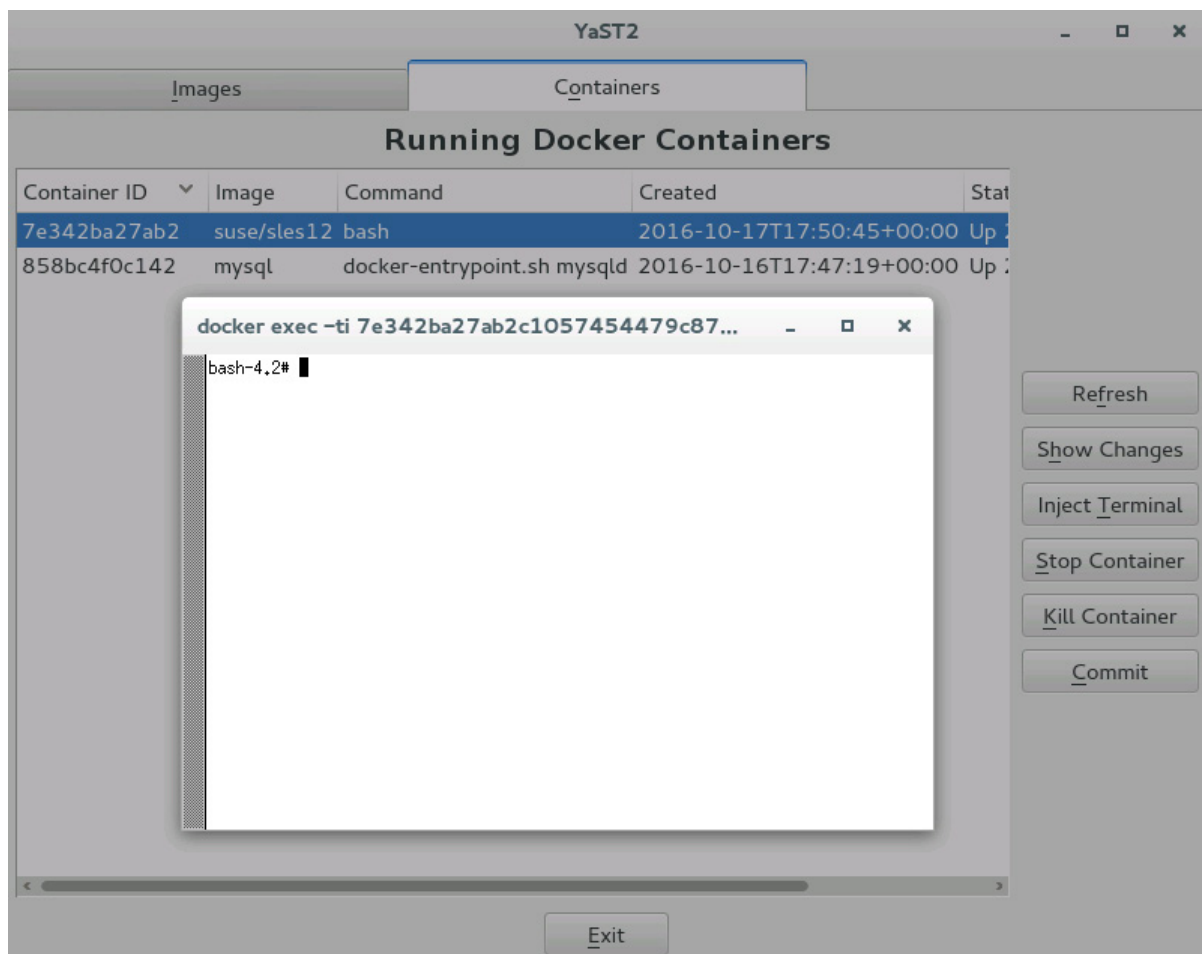 YaST2
Images Containers
Running Docker Containers
Container ID Image Command Created Stat
7e342ba27ab2 suse/sles12 bash 2016-10-17T17:50:45+00:00 Up
858bc4f0c142 mysql docker-entrypoint.sh mysqld 2016-10-16T17:47:19+00:00 Up
docker exec -ti 7e342ba27ab2c1057454479c87...
bash-4.2#
Refresh
Show Changes
Inject Terminal
Stop Container
Kill Container
Commit
Exit